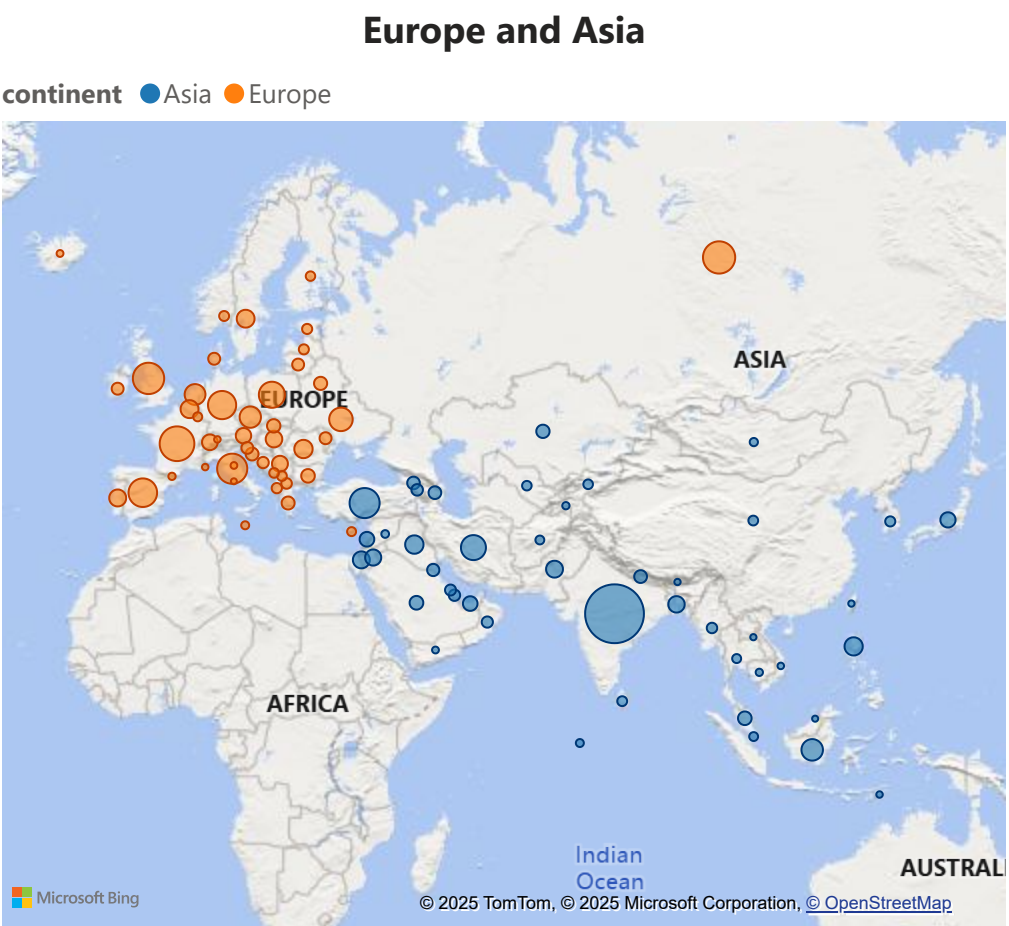 Europe and Asia
continent Asia Europe
EUROPE
ASIA
AFRICA
Indian
Ocean
AUSTRALI
Microsoft Bing
© 2025 TomTom, © 2025 Microsoft Corporation, © OpenStreetMap